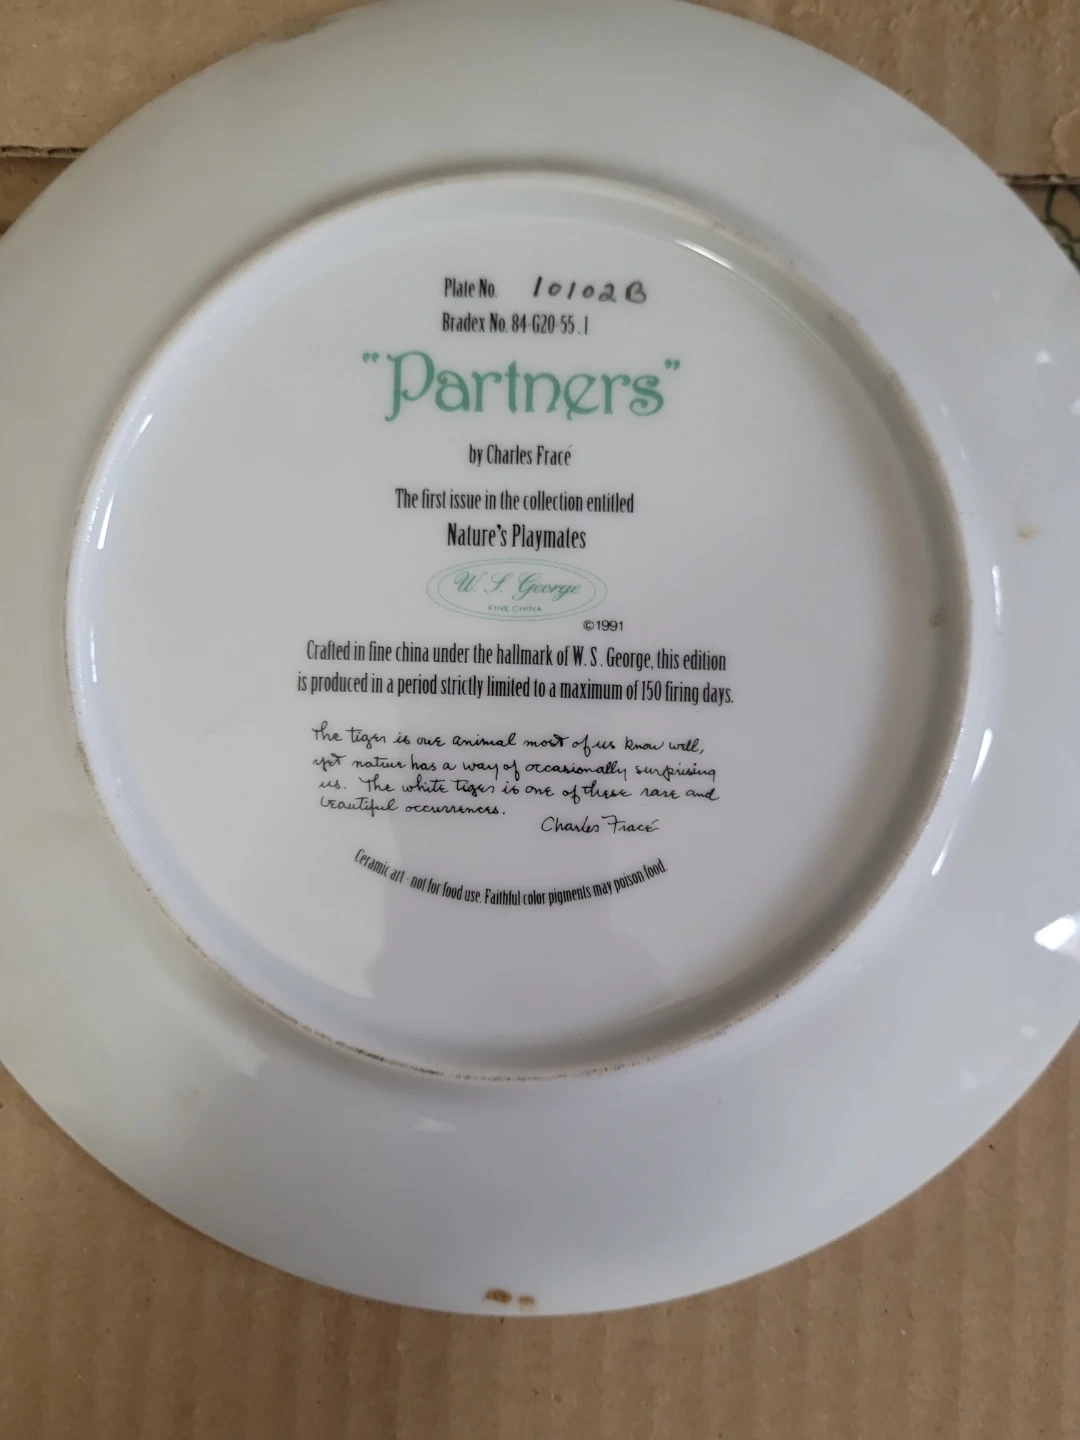 Plate No. 10102B
Bradex No. 84-G20-55.1
"Partners"
by Charles Fracé
The first issue in the collection entitled
Nature's Playmates
W. S. George
FINE CHINA
©1991
Crafted in fine china under the hallmark of W. S. George, this edition
is produced in a period strictly limited to a maximum of 150 firing days.
The tiger is one animal most of us know well,
yet nature has a way of occasionally surprising
us. The white tiger is one of these rare and
beautiful occurrences.
Charles Fracé
Ceramic art - not for food use. Faithful color pigments may poison food.